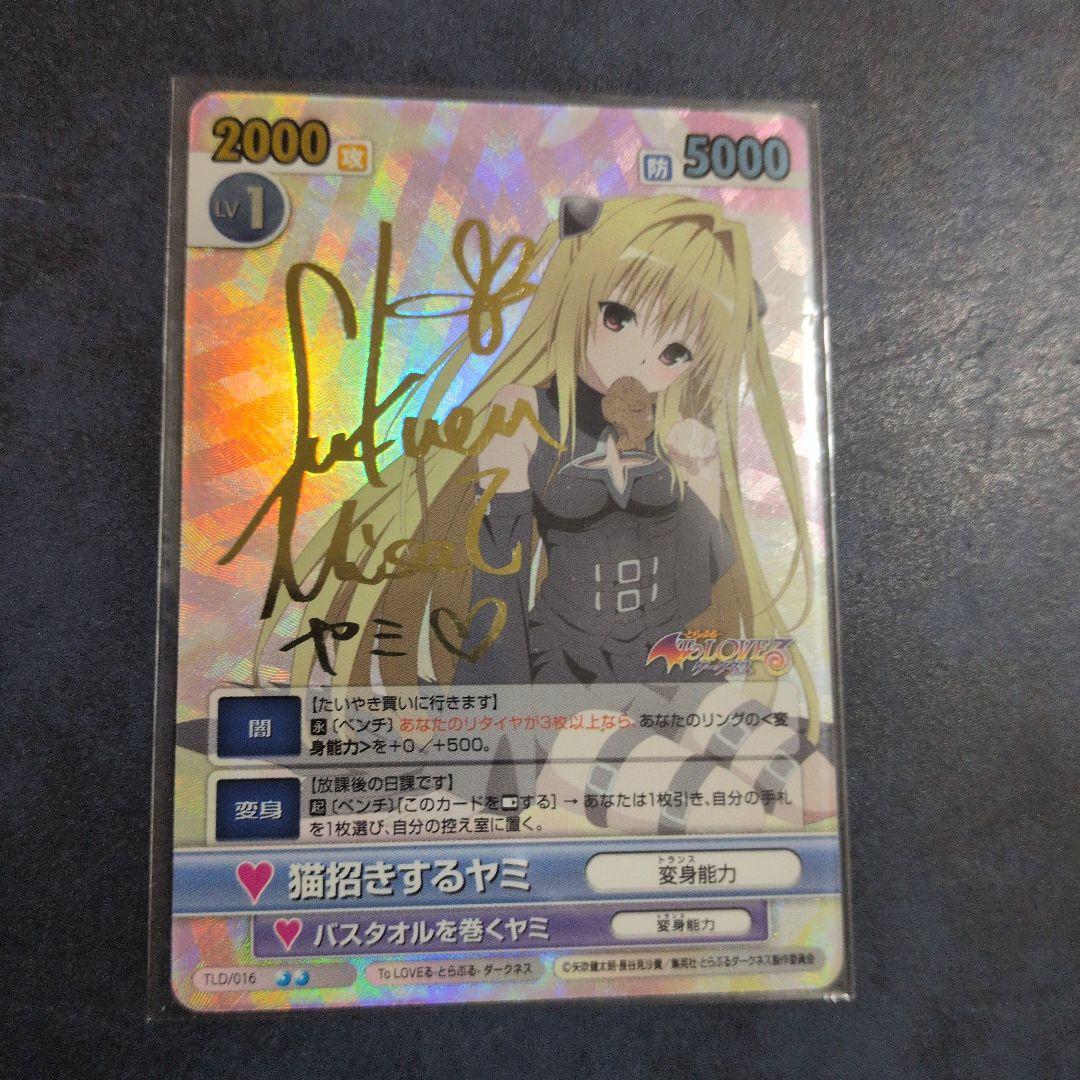 2000 攻
防 5000
LV 1
Fukuen
Misato
ヤミ♡
とらぶる
To LOVEる
ダークネス
闇
【たいやき買いに行きます】
永［ベンチ］あなたのリタイヤが3枚以上なら、あなたのリングの<変
身能力>を+0／+500。
変身
【放課後の日課です】
起［ベンチ］［このカードをする］→ あなたは1枚引き、自分の手札
を1枚選び、自分の控え室に置く。
猫招きするヤミ
トランス
変身能力
バスタオルを巻くヤミ
トランス
変身能力
TLD/016
To LOVEる-とらぶる- ダークネス
©矢吹健太朗・長谷見沙貴／集英社・とらぶるダークネス製作委員会